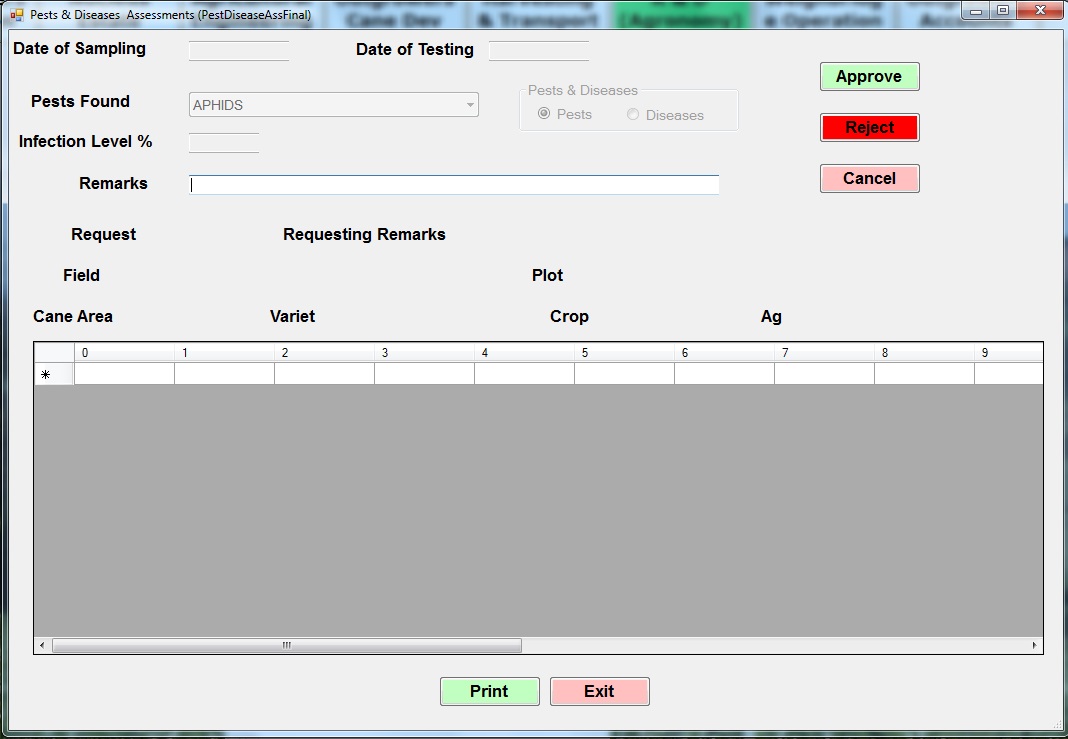 Cane Dev
& Transport
(Agronomy)
e Operation
Pests & Diseases Assessments (PestDiseaseAssFinal)
Date of Sampling
Date of Testing
Approve
Pests Found
APHIDS
Pests & Diseases
Pests
Diseases
Reject
Infection Level %
Remarks
Cancel
Request
Requesting Remarks
Field
Plot
Cane Area
Variet
Crop
Ag
0 1 2 3 4 5 6 7 8 9
*
Print
Exit